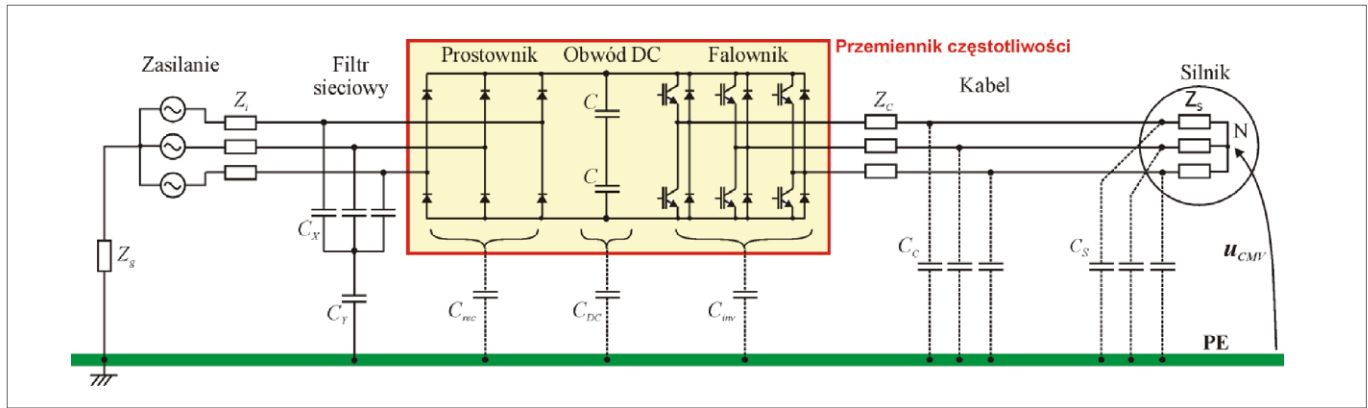 Zasilanie
Filtr
sieciowy
Prostownik
Obwód DC
Falownik
Przemiennik częstotliwości
Kabel
Silnik
Z_i
C
C
Z_C
Z_s
N
Z_g
C_X
C_Y
C_rec
C_DC
C_inv
C_C
C_S
u_CMV
PE